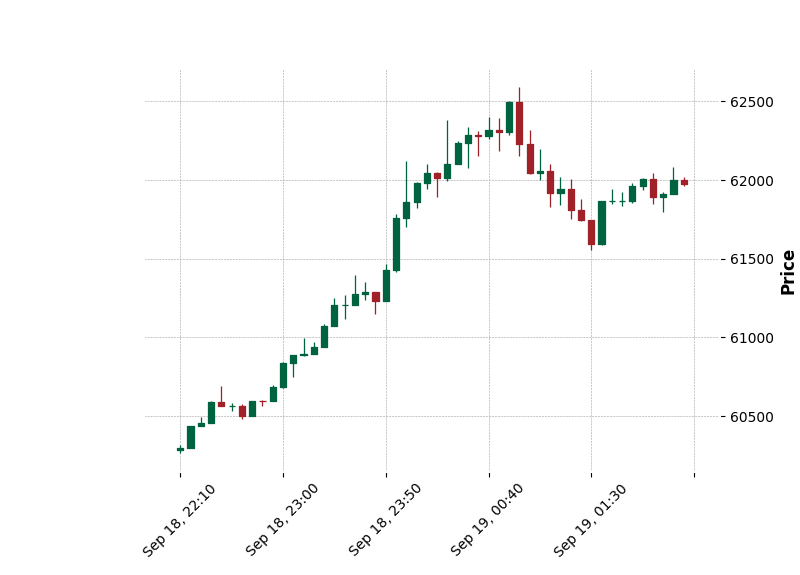 62500
62000
61500
61000
60500
Price
Sep 18, 22:10
Sep 18, 23:00
Sep 18, 23:50
Sep 19, 00:40
Sep 19, 01:30